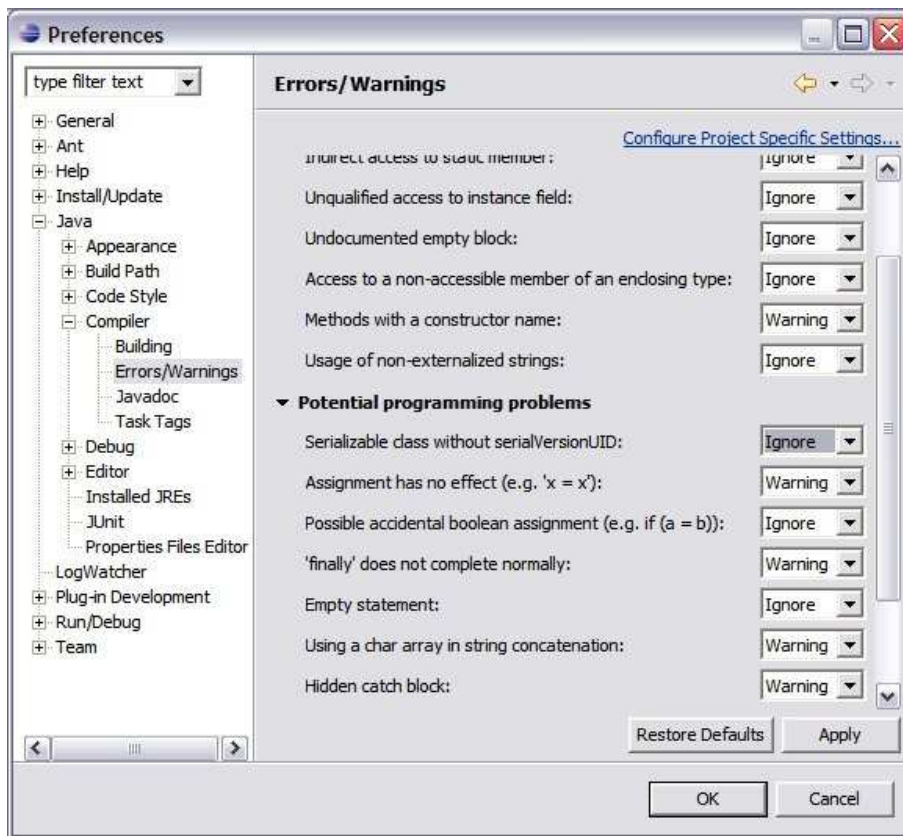 Preferences
type filter text
Errors/Warnings
Configure Project Specific Settings...
General
Ant
Help
Install/Update
Java
Appearance
Build Path
Code Style
Compiler
Building
Errors/Warnings
Javadoc
Task Tags
Debug
Editor
Installed JREs
JUnit
Properties Files Editor
LogWatcher
Plug-in Development
Run/Debug
Team
Indirect access to static member: Ignore
Unqualified access to instance field: Ignore
Undocumented empty block: Ignore
Access to a non-accessible member of an enclosing type: Ignore
Methods with a constructor name: Warning
Usage of non-externalized strings: Ignore
Potential programming problems
Serializable class without serialVersionUID: Ignore
Assignment has no effect (e.g. 'x = x'): Warning
Possible accidental boolean assignment (e.g. if (a = b)): Ignore
'finally' does not complete normally: Warning
Empty statement: Ignore
Using a char array in string concatenation: Warning
Hidden catch block: Warning
Restore Defaults Apply
OK Cancel